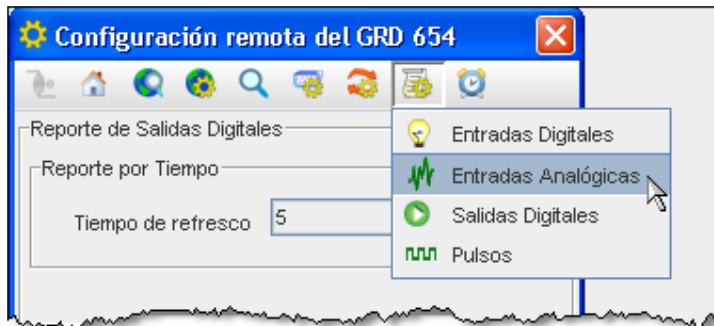 Configuración remota del GRD 654
Reporte de Salidas Digitales
Reporte por Tiempo
Tiempo de refresco 5
Entradas Digitales
Entradas Analógicas
Salidas Digitales
Pulsos